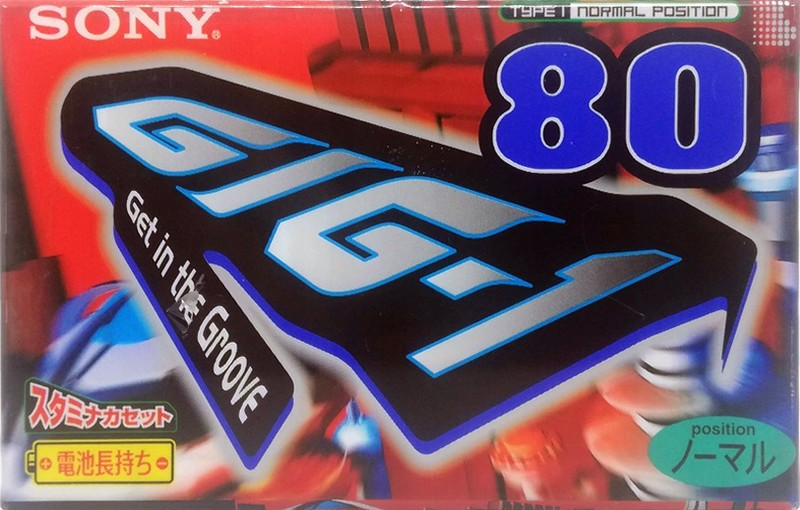 SONY®
TYPE I NORMAL POSITION
80
GIG-1
Get in the Groove
スタミナカセット
+ 電池長持ち -
position
ノーマル